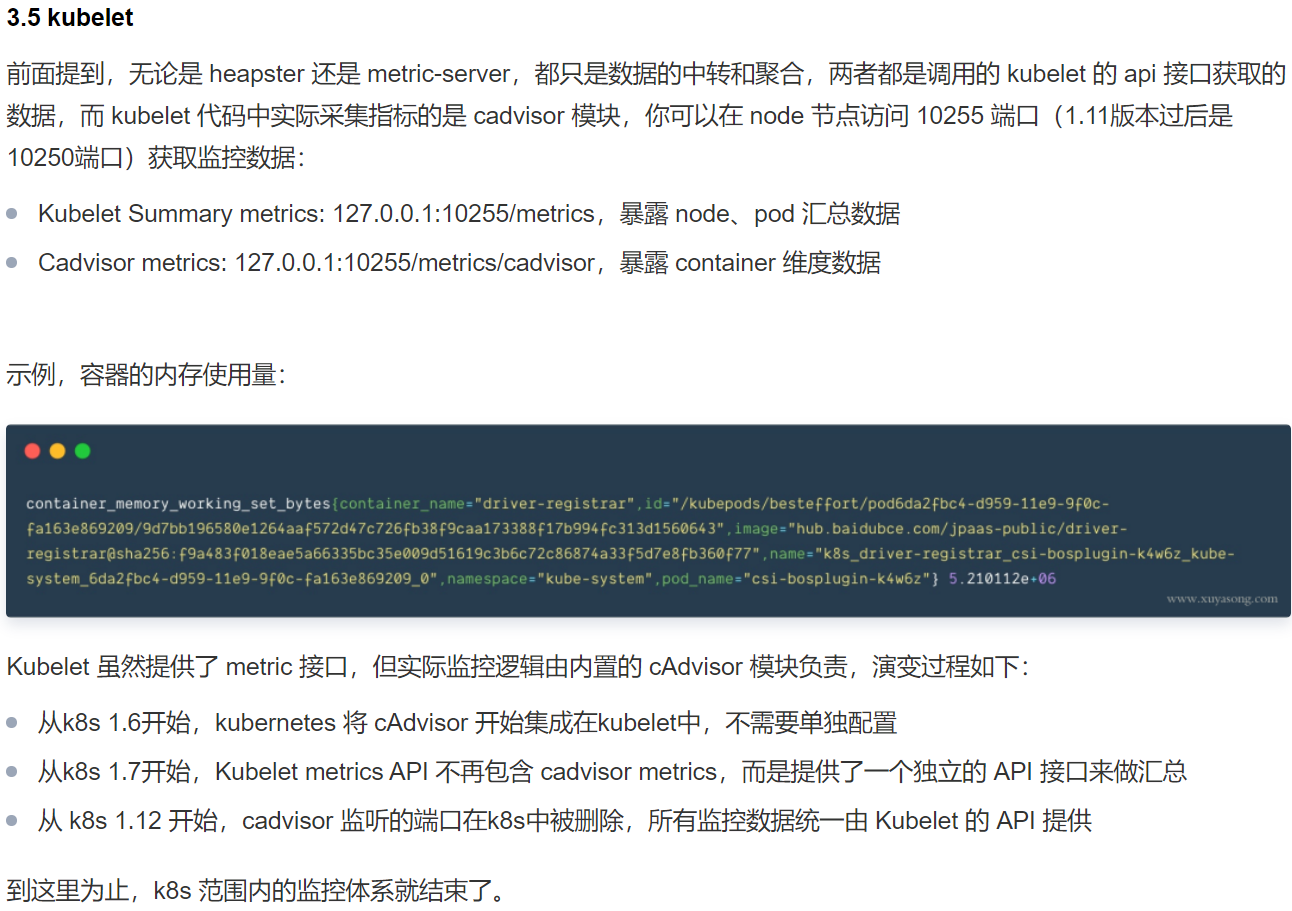 3.5 kubelet
前面提到，无论是 heapster 还是 metric-server，都只是数据的中转和聚合，两者都是调用的 kubelet 的 api 接口获取的
数据，而 kubelet 代码中实际采集指标的是 cadvisor 模块，你可以在 node 节点访问 10255 端口（1.11版本过后是
10250端口）获取监控数据：
Kubelet Summary metrics: 127.0.0.1:10255/metrics，暴露 node、pod 汇总数据
Cadvisor metrics: 127.0.0.1:10255/metrics/cadvisor，暴露 container 维度数据
示例，容器的内存使用量：
container_memory_working_set_bytes{container_name="driver-registrar",id="/kubepods/besteffort/pod6da2fbc4-d959-11e9-9f0c-
fa163e869209/9d7bb196580e1264aaf572d47c726fb38f9caa173388f17b994fc313d1560643",image="hub.baidubce.com/jpaas-public/driver-
registrar@sha256:f9a483f018eae5a66335bc35e009d51619c3b6c72c86874a33f5d7e8fb360f77",name="k8s_driver-registrar_csi-bosplugin-k4w6z_kube-
system_6da2fbc4-d959-11e9-9f0c-fa163e869209_0",namespace="kube-system",pod_name="csi-bosplugin-k4w6z"} 5.210112e+06
www.xuyasong.com
Kubelet 虽然提供了 metric 接口，但实际监控逻辑由内置的 cAdvisor 模块负责，演变过程如下：
从k8s 1.6开始，kubernetes 将 cAdvisor 开始集成在kubelet中，不需要单独配置
从k8s 1.7开始，Kubelet metrics API 不再包含 cadvisor metrics，而是提供了一个独立的 API 接口来做汇总
从 k8s 1.12 开始，cadvisor 监听的端口在k8s中被删除，所有监控数据统一由 Kubelet 的 API 提供
到这里为止，k8s 范围内的监控体系就结束了。